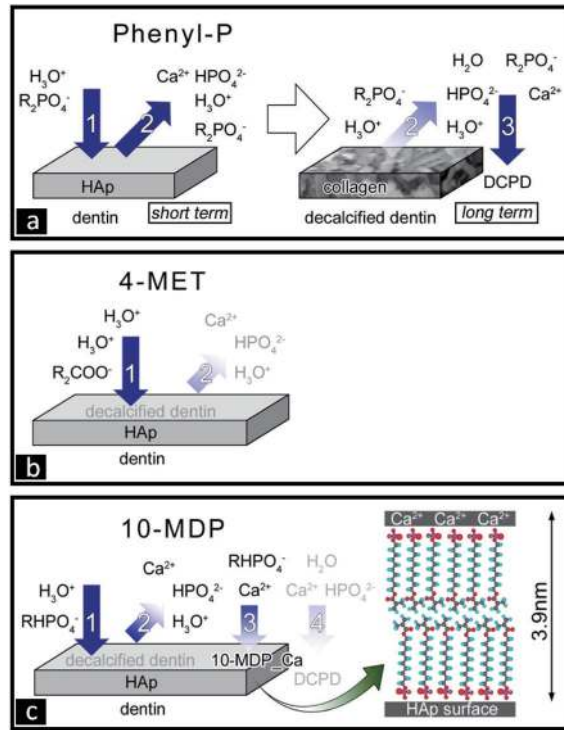 Phenyl-P
H₃O⁺
R₂PO₄⁻
1
2
Ca²⁺ HPO₄²⁻
H₃O⁺
R₂PO₄⁻
HAp
dentin
short term
R₂PO₄⁻
H₃O⁺
2
H₂O R₂PO₄⁻
HPO₄²⁻ Ca²⁺
H₃O⁺
3
DCPD
collagen
decalcified dentin
long term
a
4-MET
H₃O⁺
H₃O⁺
R₂COO⁻
1
2
Ca²⁺
HPO₄²⁻
H₃O⁺
decalcified dentin
HAp
dentin
b
10-MDP
H₃O⁺
RHPO₄⁻
1
2
Ca²⁺
HPO₄²⁻
H₃O⁺
RHPO₄⁻
Ca²⁺
3
H₂O
Ca²⁺ HPO₄²⁻
4
decalcified dentin
10-MDP_Ca
DCPD
HAp
dentin
Ca²⁺ Ca²⁺ Ca²⁺
3.9nm
HAp surface
c